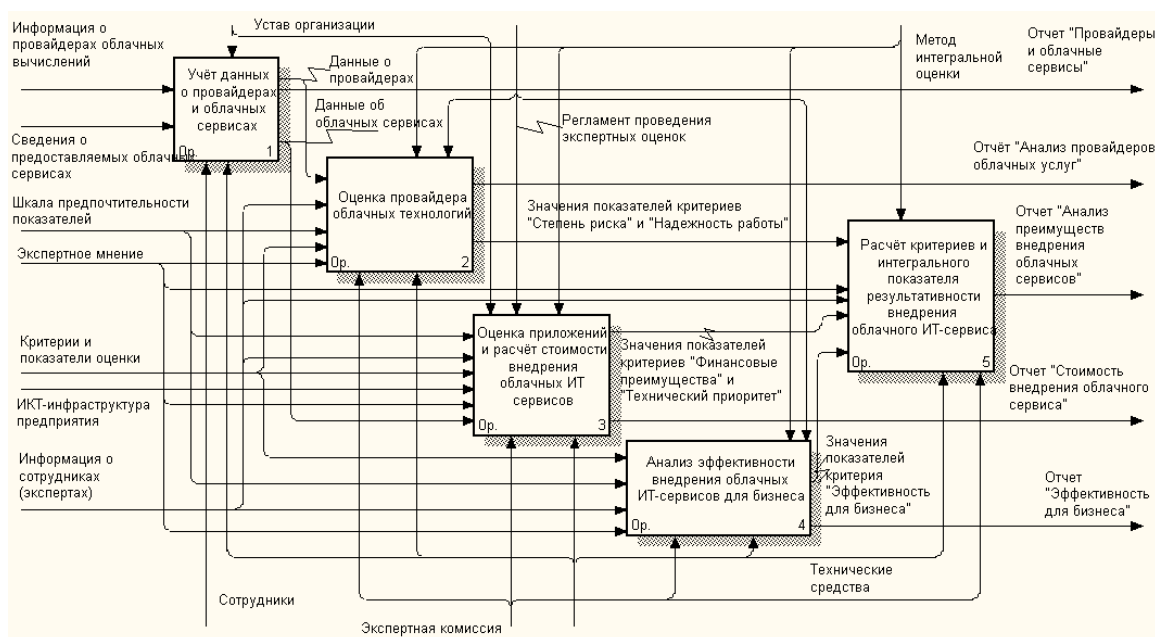 Информация о
провайдерах облачных
вычислений
Устав организации
Учёт данных
о провайдерах
и облачных
сервисах
0р. 1
Данные о
провайдерах
Данные об
облачных сервисах
Метод
интегральной
оценки
Отчет "Провайдеры
и облачные
сервисы"
Сведения о
предоставляемых облачных
сервисах
Регламент проведения
экспертных оценок
Отчёт "Анализ провайдеров
облачных услуг"
Шкала предпочтительности
показателей
Экспертное мнение
Оценка провайдера
облачных технологий
0р. 2
Значения показателей критериев
"Степень риска" и "Надежность работы"
Расчёт критериев и
интегрального
показателя
результативности
внедрения
облачного ИТ-сервиса
0р. 5
Отчет "Анализ
преимуществ
внедрения
облачных
сервисов"
Критерии и
показатели оценки
Оценка приложений
и расчёт стоимости
внедрения
облачных ИТ
сервисов
0р. 3
Значения показателей
критериев "Финансовые
преимущества" и
"Технический приоритет"
Отчет "Стоимость
внедрения облачного
сервиса"
ИКТ-инфраструктура
предприятия
Информация о
сотрудниках
(экспертах)
Анализ эффективности
внедрения облачных
ИТ-сервисов для бизнеса
0р. 4
Значения
показателей
критерия
"Эффективность
для бизнеса"
Отчет
"Эффективность
для бизнеса"
Технические
средства
Сотрудники
Экспертная комиссия